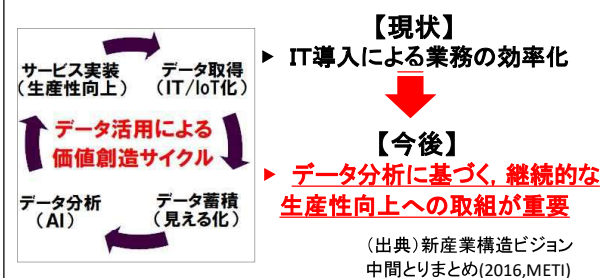 サービス実装
（生産性向上）
データ取得
（IT/IoT化）
データ活用による
価値創造サイクル
データ分析
（AI）
データ蓄積
（見える化）
【現状】
▶ IT導入による業務の効率化
【今後】
▶ データ分析に基づく，継続的な
生産性向上への取組が重要
（出典）新産業構造ビジョン
中間とりまとめ(2016,METI)